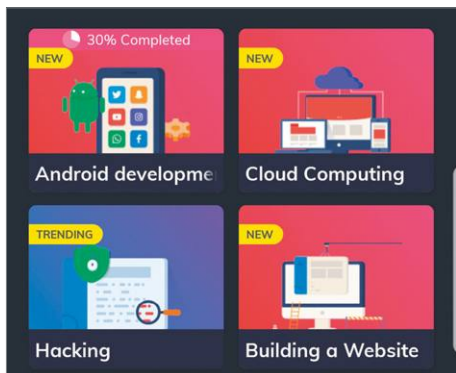 30% Completed
NEW
Android developme
NEW
Cloud Computing
TRENDING
Hacking
NEW
Building a Website